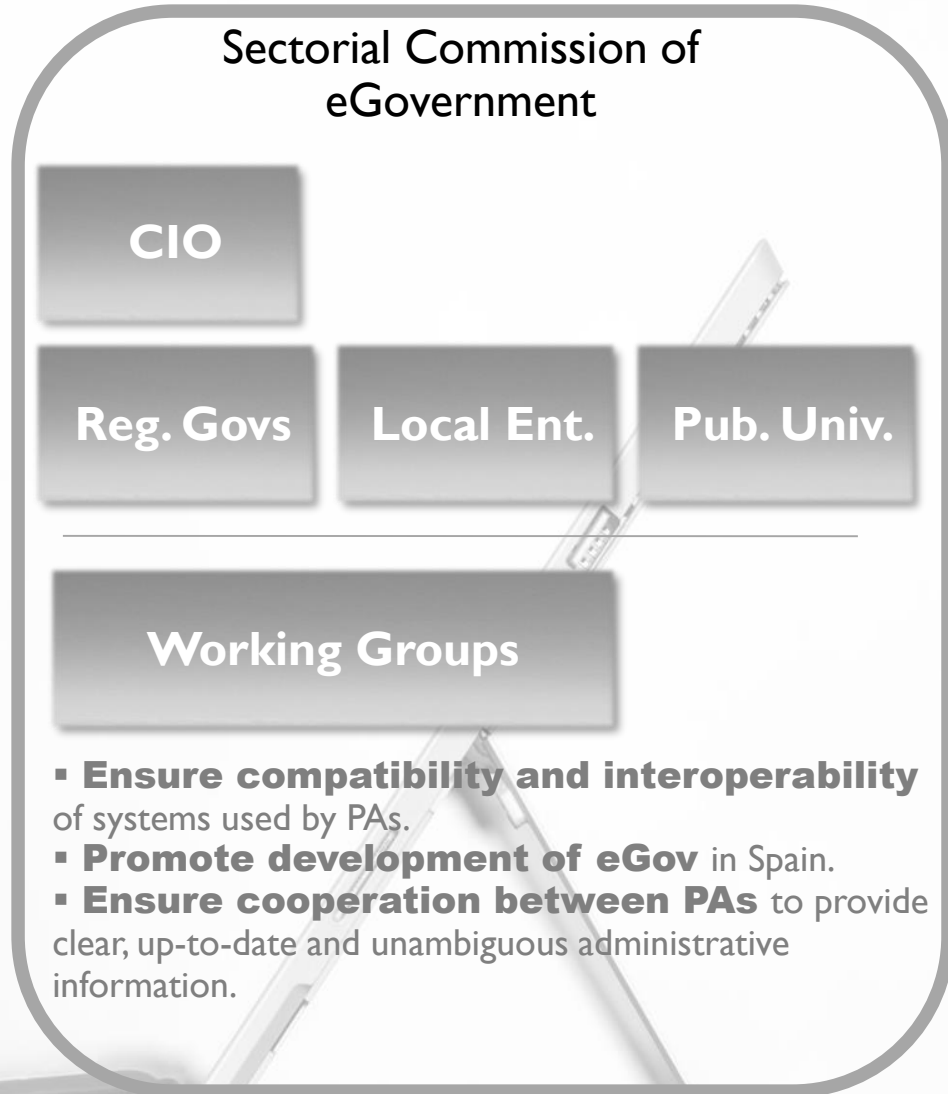 Sectorial Commission of
eGovernment
CIO
Reg. Govs
Local Ent.
Pub. Univ.
Working Groups
▪ Ensure compatibility and interoperability
of systems used by PAs.
▪ Promote development of eGov in Spain.
▪ Ensure cooperation between PAs to provide
clear, up-to-date and unambiguous administrative
information.